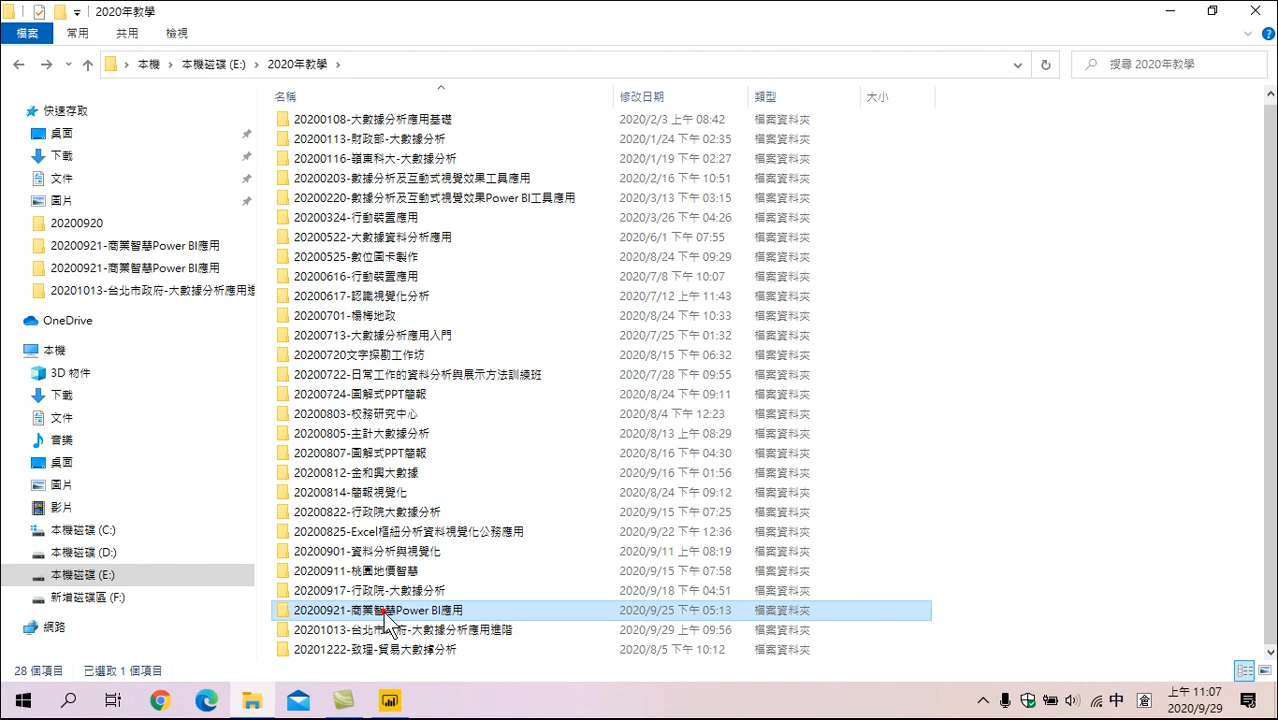 2020年教學
檔案
常用
共用
檢視
本機 › 本機磁碟 (E:) › 2020年教學 ›
搜尋 2020年教學
快速存取
桌面
下載
文件
圖片
20200920
20200921-商業智慧Power BI應用
20200921-商業智慧Power BI應用
20201013-台北市政府-大數據分析應用進
OneDrive
本機
3D 物件
下載
文件
音樂
桌面
圖片
影片
本機磁碟 (C:)
本機磁碟 (D:)
本機磁碟 (E:)
新增磁碟區 (F:)
網路
名稱 修改日期 類型 大小
20200108-大數據分析應用基礎 2020/2/3 上午 08:42 檔案資料夾
20200113-財政部-大數據分析 2020/1/24 下午 02:35 檔案資料夾
20200116-嶺東科大-大數據分析 2020/1/19 下午 02:27 檔案資料夾
20200203-數據分析及互動式視覺效果工具應用 2020/2/16 下午 10:51 檔案資料夾
20200220-數據分析及互動式視覺效果Power BI工具應用 2020/3/13 下午 03:15 檔案資料夾
20200324-行動裝置應用 2020/3/26 下午 04:26 檔案資料夾
20200522-大數據資料分析應用 2020/6/1 下午 07:55 檔案資料夾
20200525-數位圖卡製作 2020/8/24 下午 09:29 檔案資料夾
20200616-行動裝置應用 2020/7/8 下午 10:07 檔案資料夾
20200617-認識視覺化分析 2020/7/12 上午 11:43 檔案資料夾
20200701-楊梅地政 2020/8/24 下午 10:33 檔案資料夾
20200713-大數據分析應用入門 2020/7/25 下午 01:32 檔案資料夾
20200720文字探勘工作坊 2020/8/15 下午 06:32 檔案資料夾
20200722-日常工作的資料分析與展示方法訓練班 2020/7/28 下午 09:55 檔案資料夾
20200724-圖解式PPT簡報 2020/8/24 下午 09:11 檔案資料夾
20200803-校務研究中心 2020/8/4 下午 12:23 檔案資料夾
20200805-主計大數據分析 2020/8/13 上午 08:29 檔案資料夾
20200807-圖解式PPT簡報 2020/8/16 下午 04:30 檔案資料夾
20200812-金和興大數據 2020/9/16 下午 01:56 檔案資料夾
20200814-簡報視覺化 2020/8/24 下午 09:12 檔案資料夾
20200822-行政院大數據分析 2020/9/15 下午 07:25 檔案資料夾
20200825-Excel樞紐分析資料視覺化公務應用 2020/9/22 下午 12:36 檔案資料夾
20200901-資料分析與視覺化 2020/9/11 上午 08:19 檔案資料夾
20200911-桃園地價智慧 2020/9/15 下午 07:58 檔案資料夾
20200917-行政院-大數據分析 2020/9/18 下午 04:51 檔案資料夾
20200921-商業智慧Power BI應用 2020/9/25 下午 05:13 檔案資料夾
20201013-台北市政府-大數據分析應用進階 2020/9/29 上午 09:56 檔案資料夾
20201222-致理-貿易大數據分析 2020/8/5 下午 10:12 檔案資料夾
28 個項目 已選取 1 個項目
中
倉
上午 11:07
2020/9/29